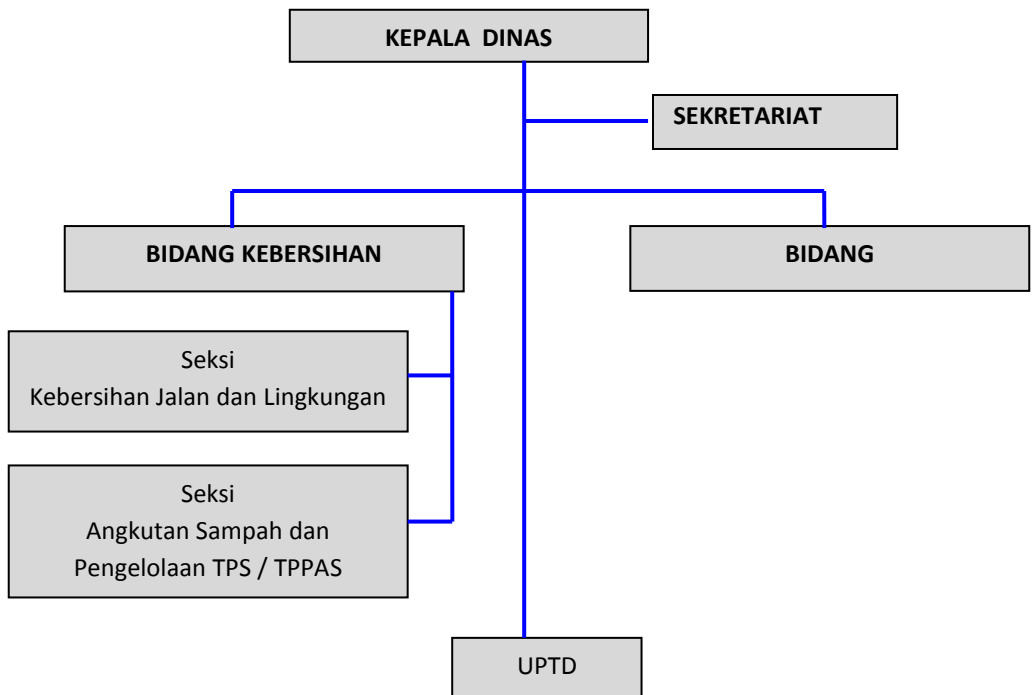 KEPALA DINAS
SEKRETARIAT
BIDANG KEBERSIHAN
BIDANG
Seksi
Kebersihan Jalan dan Lingkungan
Seksi
Angkutan Sampah dan
Pengelolaan TPS / TPPAS
UPTD